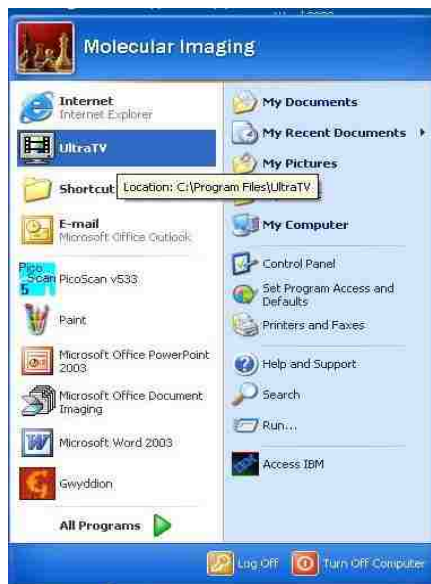 Molecular Imaging
Internet
Internet Explorer
UltraTV
Shortcut
Location: C:\Program Files\UltraTV
E-mail
Microsoft Office Outlook
Pico
Scan
5
PicoScan v533
Paint
Microsoft Office PowerPoint
2003
Microsoft Office Document
Imaging
Microsoft Word 2003
Gwyddion
All Programs
My Documents
My Recent Documents
My Pictures
My Computer
Control Panel
Set Program Access and
Defaults
Printers and Faxes
Help and Support
Search
Run...
Access IBM
Log Off
Turn Off Computer